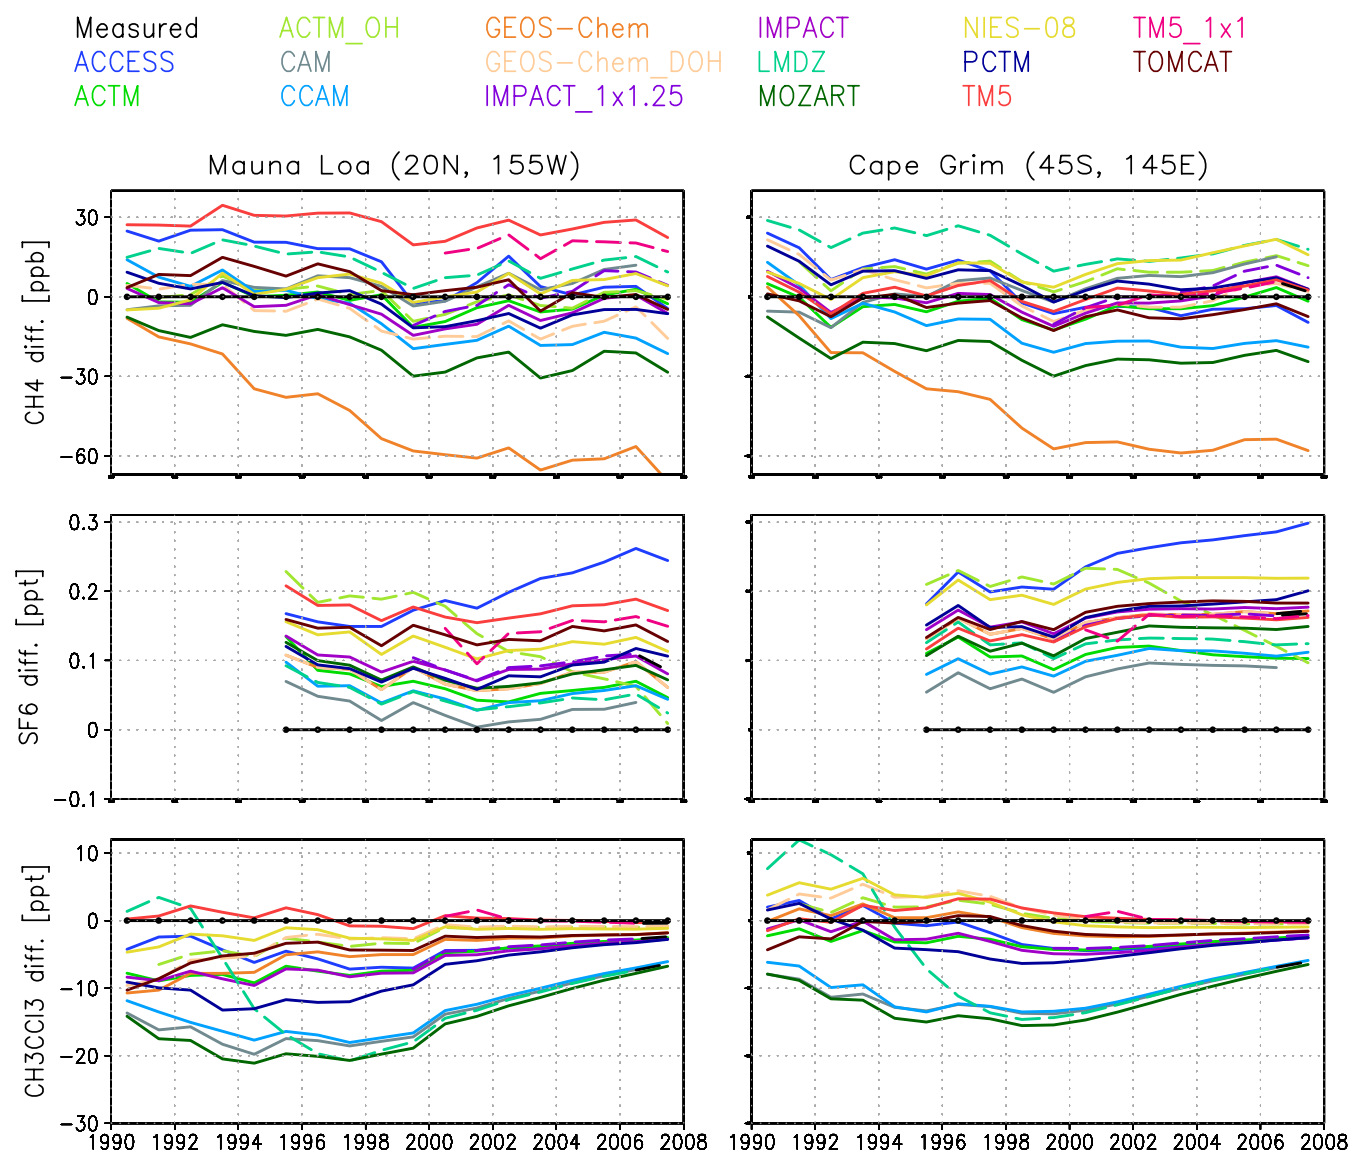 Measured ACTM_OH GEOS-Chem IMPACT NIES-08 TM5_1x1
ACCESS CAM GEOS-Chem_DOH LMDZ PCTM TOMCAT
ACTM CCAM IMPACT_1x1.25 MOZART TM5
Mauna Loa (20N, 155W) Cape Grim (45S, 145E)
CH4 diff. [ppb]
30
0
-30
-60
SF6 diff. [ppt]
0.3
0.2
0.1
0
-0.1
CH3CCl3 diff. [ppt]
10
0
-10
-20
-30
1990 1992 1994 1996 1998 2000 2002 2004 2006 2008 1990 1992 1994 1996 1998 2000 2002 2004 2006 2008